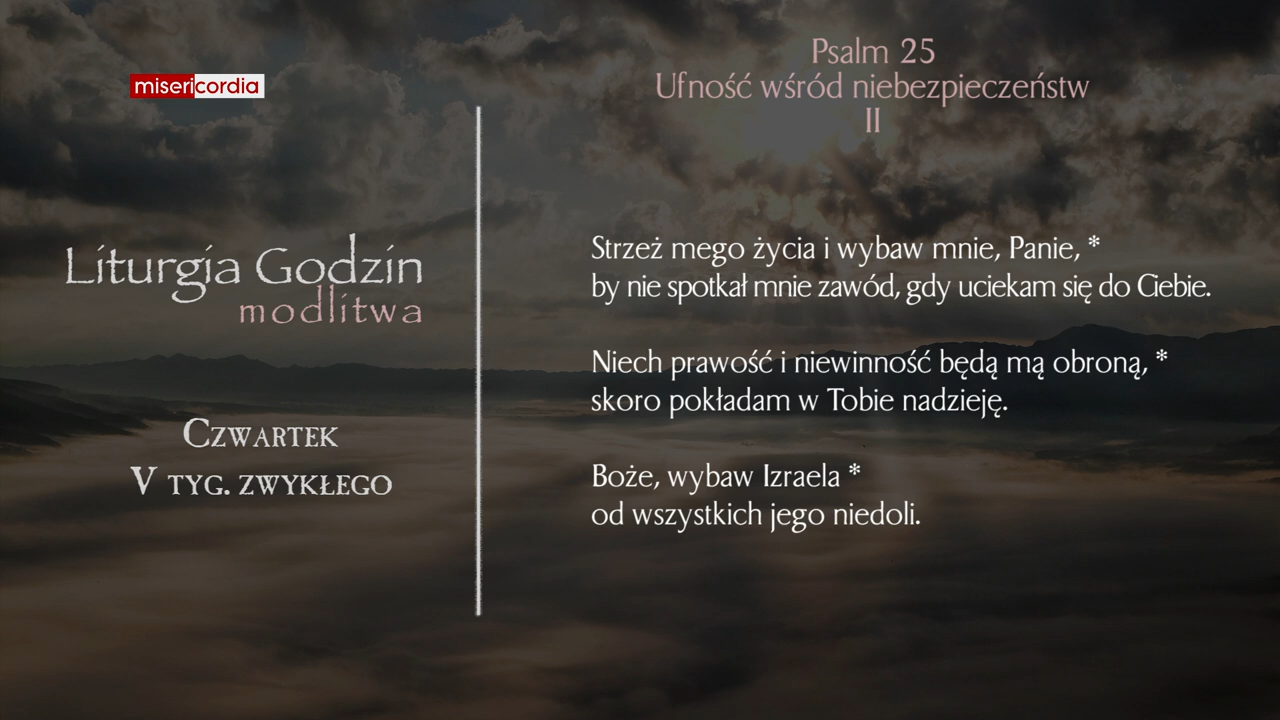 misericordia
Liturgia Godzin
modlitwa
Czwartek
V tyg. zwykłego
Psalm 25
Ufność wśród niebezpieczeństw
II
Strzeż mego życia i wybaw mnie, Panie, *
by nie spotkał mnie zawód, gdy uciekam się do Ciebie.
Niech prawość i niewinność będą mą obroną, *
skoro pokładam w Tobie nadzieję.
Boże, wybaw Izraela *
od wszystkich jego niedoli.